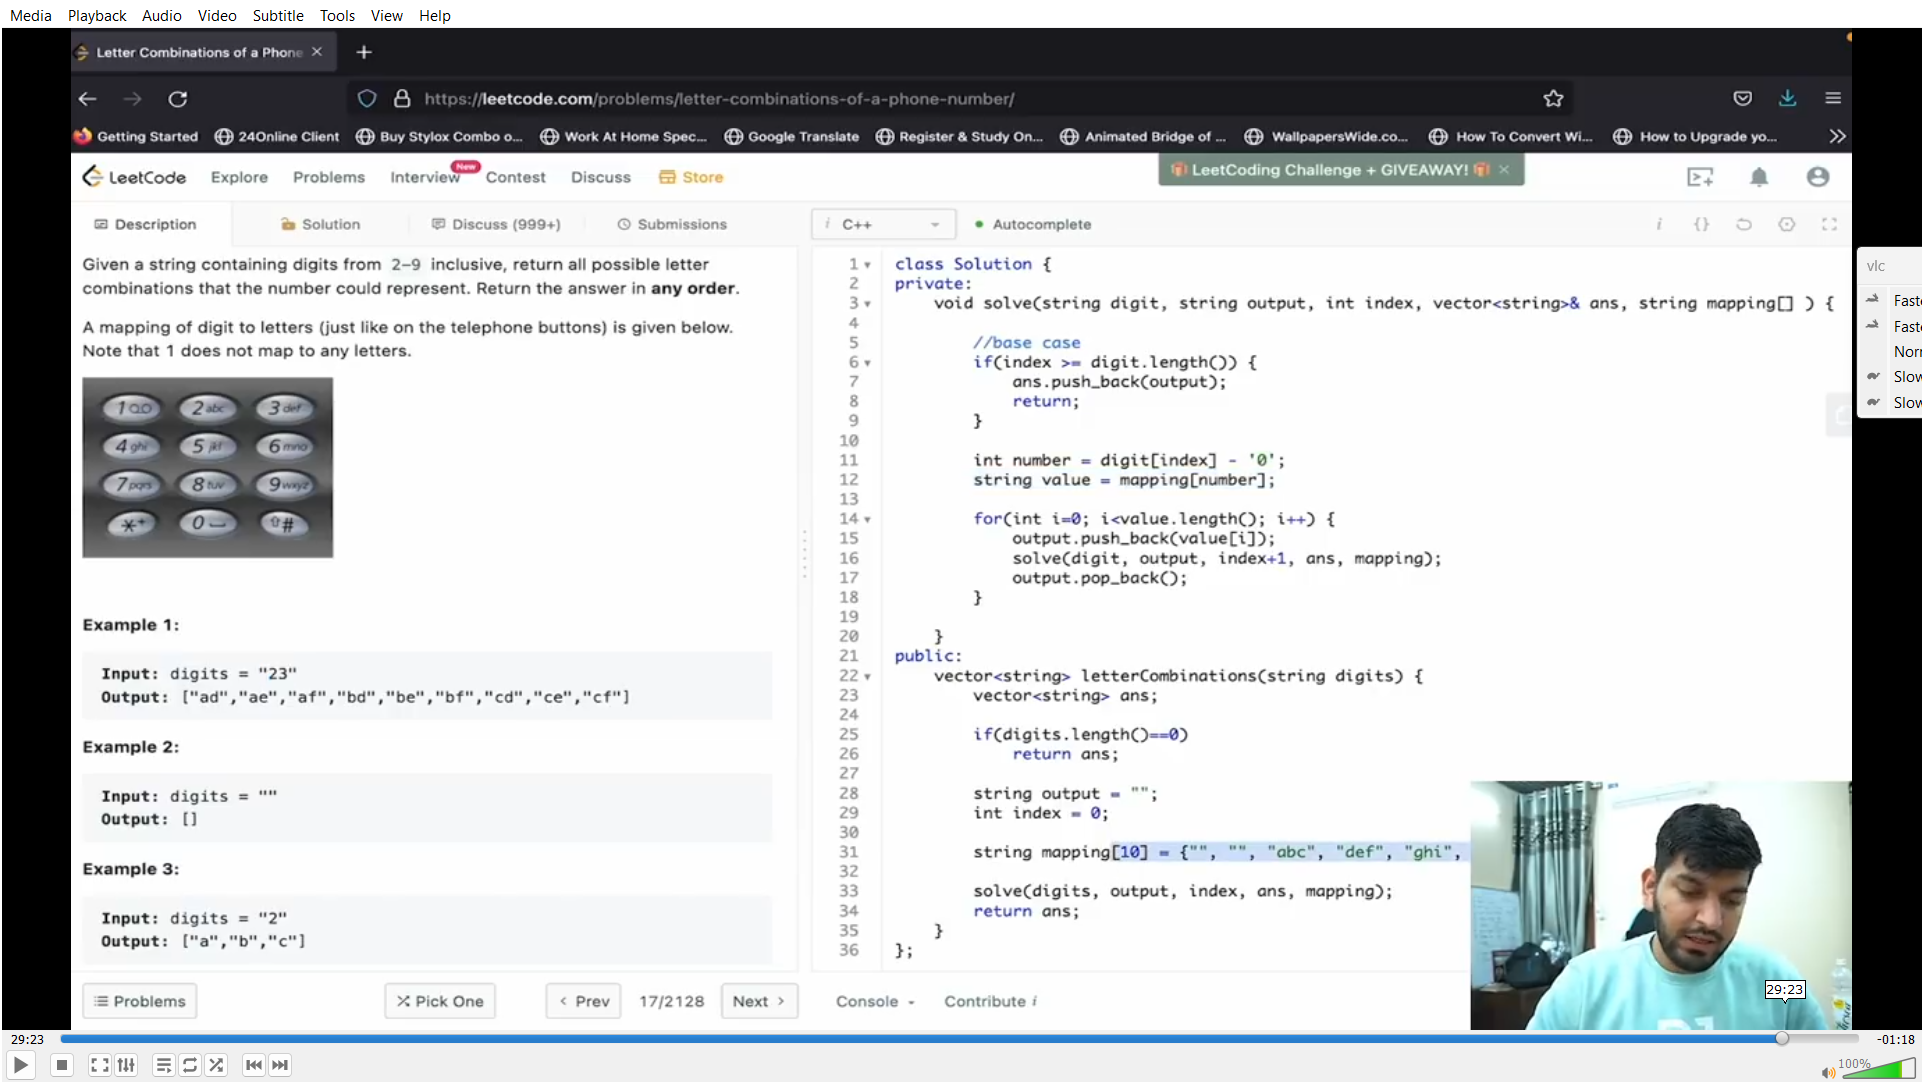 Media Playback Audio Video Subtitle Tools View Help
Letter Combinations of a Phone
https://leetcode.com/problems/letter-combinations-of-a-phone-number/
Getting Started 24Online Client Buy Stylox Combo o... Work At Home Spec... Google Translate Register & Study On... Animated Bridge of ... WallpapersWide.co... How To Convert Wi... How to Upgrade yo...
LeetCode Explore Problems Interview New Contest Discuss Store LeetCoding Challenge + GIVEAWAY!
Description Solution Discuss (999+) Submissions
Given a string containing digits from 2-9 inclusive, return all possible letter
combinations that the number could represent. Return the answer in any order.
A mapping of digit to letters (just like on the telephone buttons) is given below.
Note that 1 does not map to any letters.
1 2 abc 3 def
4 ghi 5 jkl 6 mno
7 pqrs 8 tuv 9 wxyz
*+ 0 #
Example 1:
Input: digits = "23"
Output: ["ad","ae","af","bd","be","bf","cd","ce","cf"]
Example 2:
Input: digits = ""
Output: []
Example 3:
Input: digits = "2"
Output: ["a","b","c"]
Problems Pick One Prev 17/2128 Next
i C++ Autocomplete i {}
1 class Solution {
2 private:
3 void solve(string digit, string output, int index, vector<string>& ans, string mapping[] ) {
4
5 //base case
6 if(index >= digit.length()) {
7 ans.push_back(output);
8 return;
9 }
10
11 int number = digit[index] - '0';
12 string value = mapping[number];
13
14 for(int i=0; i<value.length(); i++) {
15 output.push_back(value[i]);
16 solve(digit, output, index+1, ans, mapping);
17 output.pop_back();
18 }
19
20 }
21 public:
22 vector<string> letterCombinations(string digits) {
23 vector<string> ans;
24
25 if(digits.length()==0)
26 return ans;
27
28 string output = "";
29 int index = 0;
30
31 string mapping[10] = {"", "", "abc", "def", "ghi",
32
33 solve(digits, output, index, ans, mapping);
34 return ans;
35 }
36 };
Console Contribute i
vlc
Fast
Fast
Nor
Slow
Slow
29:23
29:23 -01:18
100%